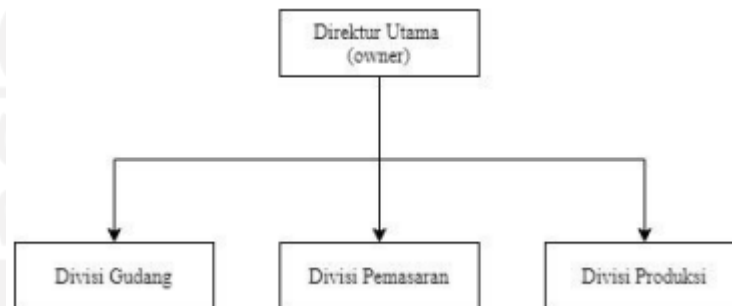 Direktur Utama
(owner)
Divisi Gudang
Divisi Pemasaran
Divisi Produksi